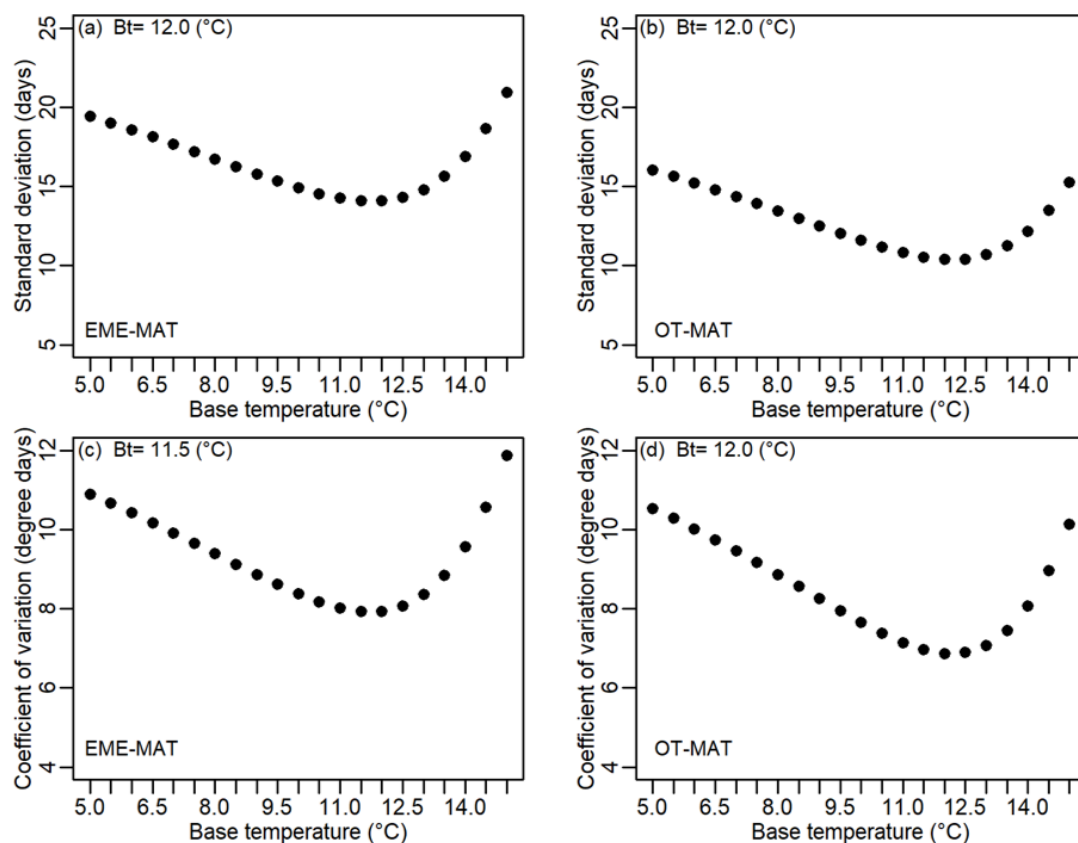 (a) Bt= 12.0 (°C)
Standard deviation (days)
25
20
15
10
5
EME-MAT
5.0 6.5 8.0 9.5 11.0 12.5 14.0
Base temperature (°C)
(b) Bt= 12.0 (°C)
Standard deviation (days)
25
20
15
10
5
OT-MAT
5.0 6.5 8.0 9.5 11.0 12.5 14.0
Base temperature (°C)
(c) Bt= 11.5 (°C)
Coefficient of variation (degree days)
12
10
8
6
4
EME-MAT
5.0 6.5 8.0 9.5 11.0 12.5 14.0
Base temperature (°C)
(d) Bt= 12.0 (°C)
Coefficient of variation (degree days)
12
10
8
6
4
OT-MAT
5.0 6.5 8.0 9.5 11.0 12.5 14.0
Base temperature (°C)